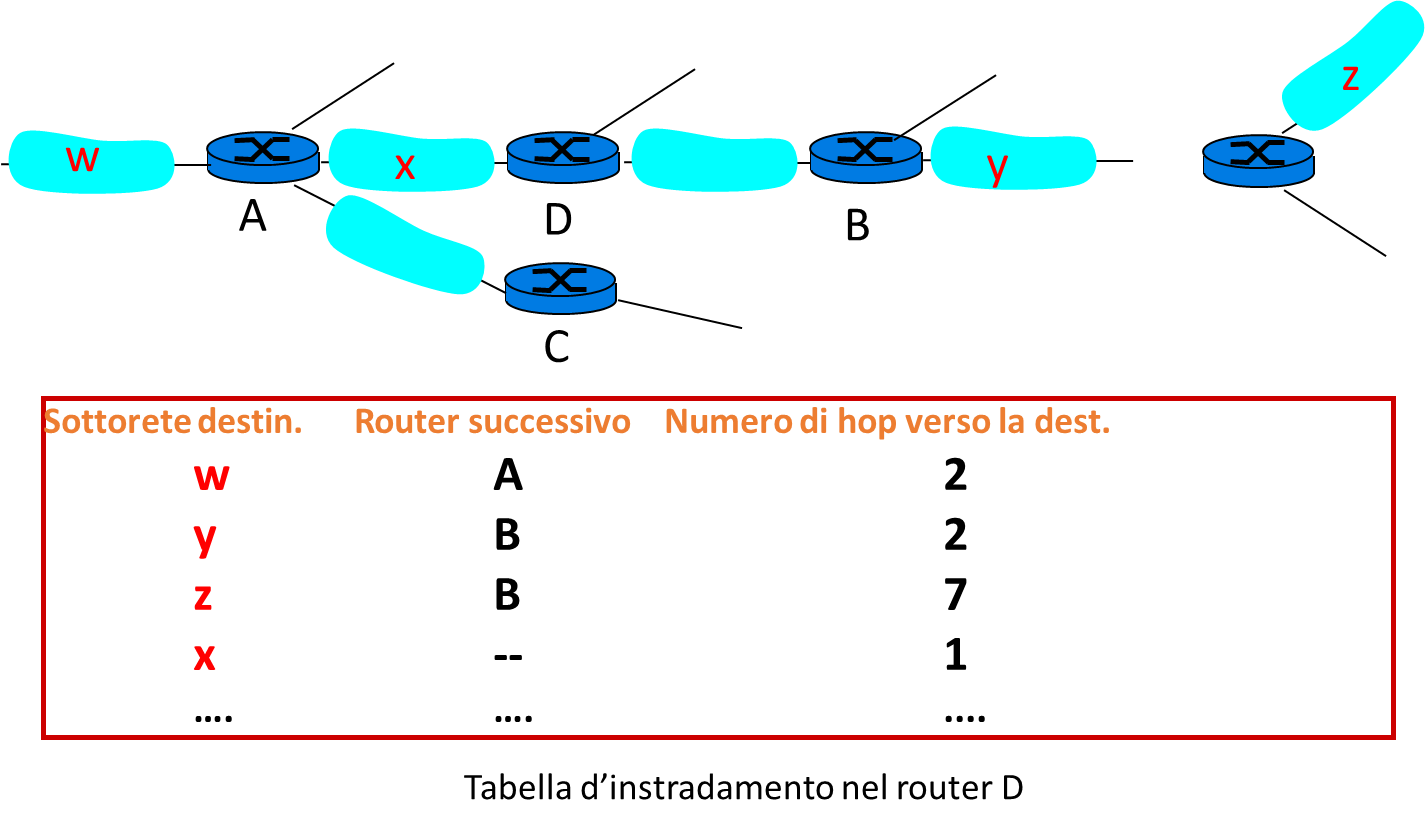 z
w
x
y
A
D
B
C
Sottorete destin. Router successivo Numero di hop verso la dest.
w A 2
y B 2
z B 7
x -- 1
.... .... ....
Tabella d’instradamento nel router D